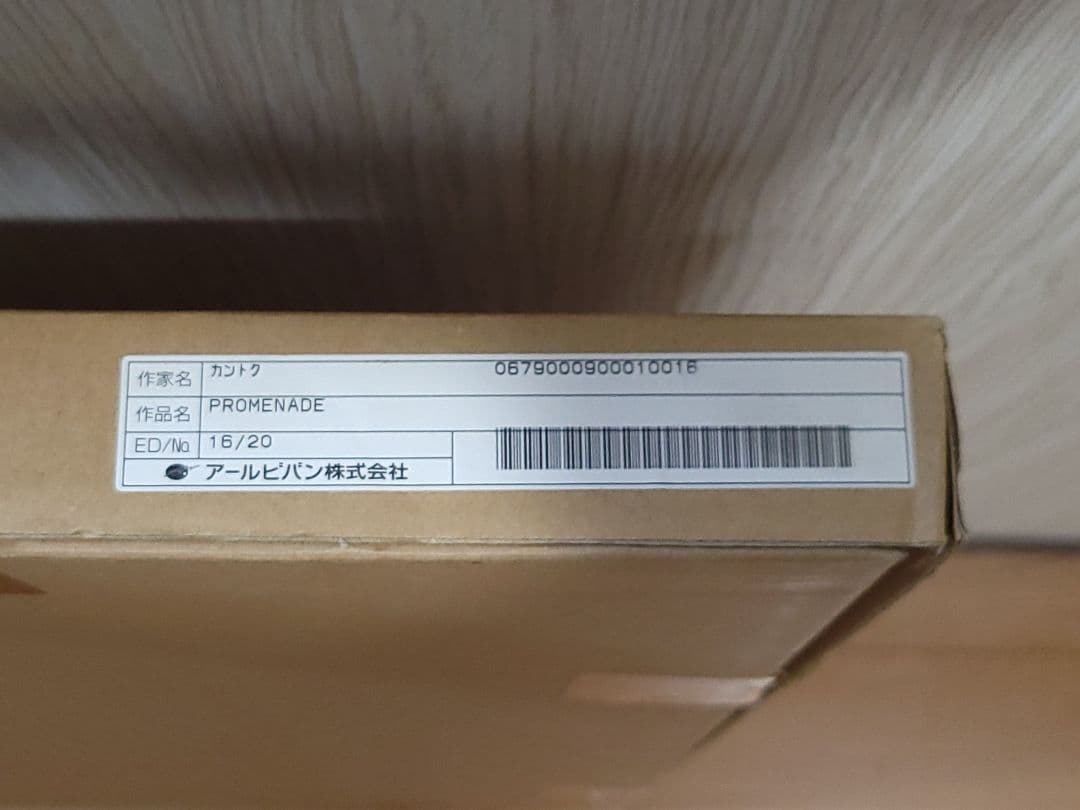 作家名 カントク 0679000900010016
作品名 PROMENADE
ED/No. 16/20
アールビバン株式会社